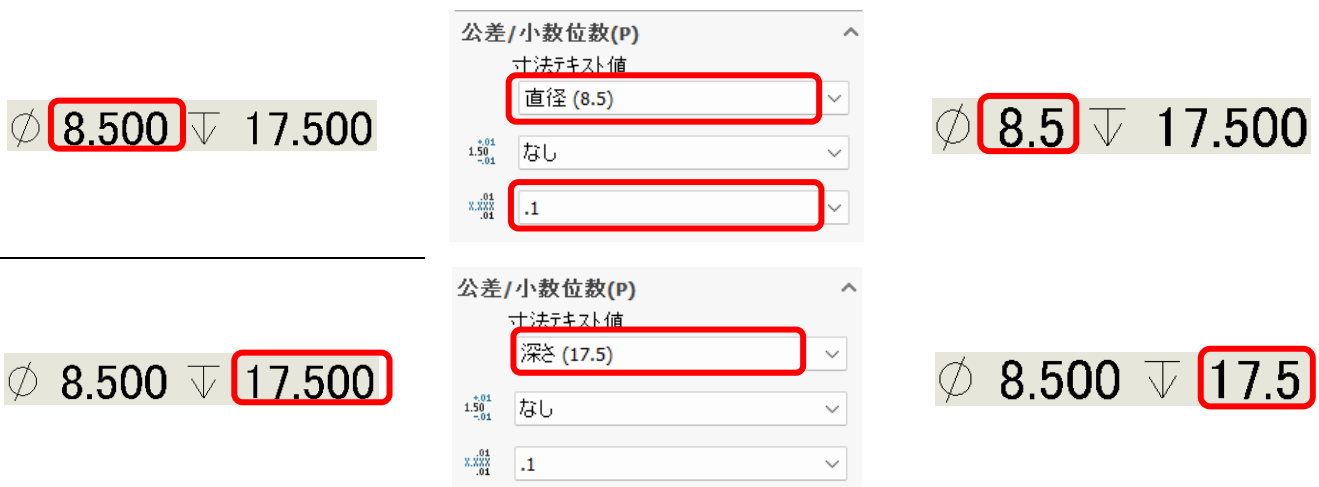 ∅ 8.500 ↧ 17.500
公差/小数位数(P)
寸法テキスト値
直径 (8.5)
+.01
1.50
-.01
なし
.01
X.XXX
.01
.1
∅ 8.5 ↧ 17.500
∅ 8.500 ↧ 17.500
公差/小数位数(P)
寸法テキスト値
深さ (17.5)
+.01
1.50
-.01
なし
.01
X.XXX
.01
.1
∅ 8.500 ↧ 17.5